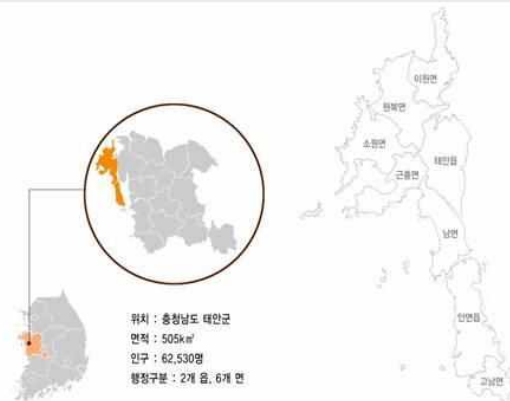 이원면
원북면
소원면
태안읍
근흥면
남면
안면읍
고남면
위치 : 충청남도 태안군
면적 : 505㎢
인구 : 62,530명
행정구분 : 2개 읍, 6개 면